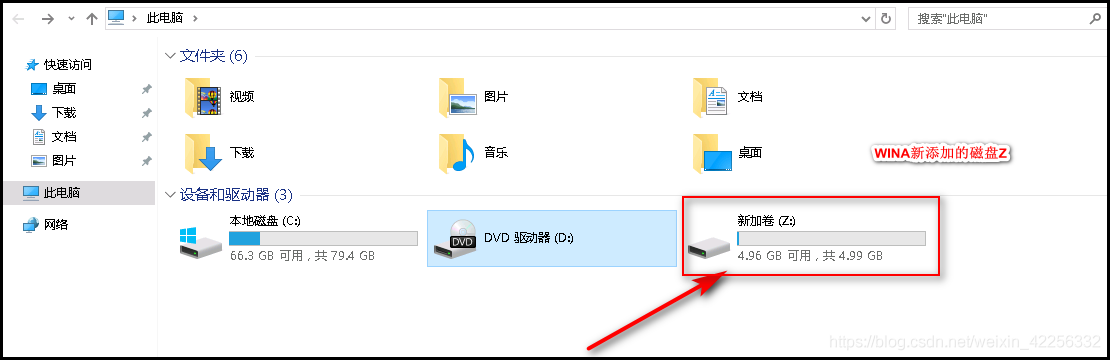 此电脑
搜索"此电脑"
快速访问
桌面
下载
文档
图片
此电脑
网络
文件夹 (6)
视频
图片
文档
下载
音乐
桌面
WINA新添加的磁盘Z
设备和驱动器 (3)
本地磁盘 (C:)
66.3 GB 可用，共 79.4 GB
DVD
DVD 驱动器 (D:)
新加卷 (Z:)
4.96 GB 可用，共 4.99 GB
https://blog.csdn.net/weixin_42256332